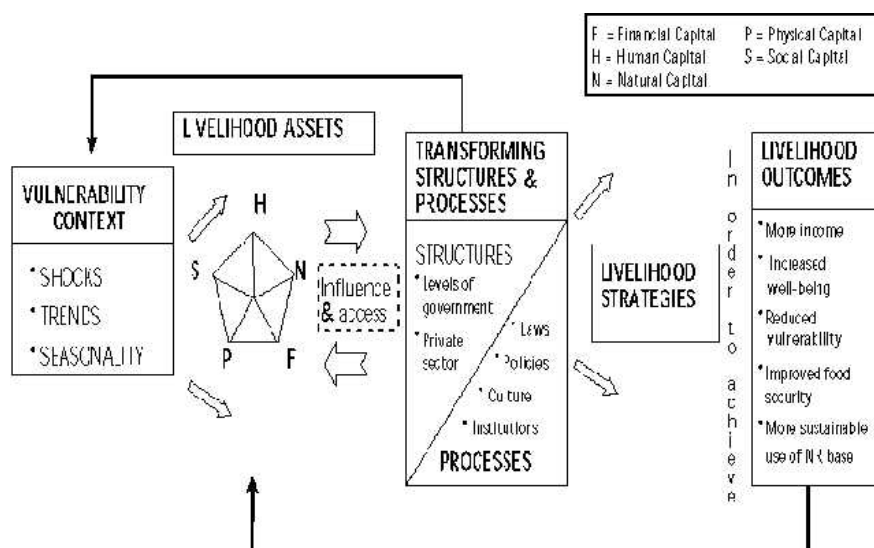 F = Financial Capital P = Physical Capital
H = Human Capital S = Social Capital
N = Natural Capital
LIVELIHOOD ASSETS
VULNERABILITY
CONTEXT
• SHOCKS
• TRENDS
• SEASONALITY
H
S
N
P
F
Influence
& access
TRANSFORMING
STRUCTURES &
PROCESSES
STRUCTURES
• Levels of
government
• Private
sector
• Laws
• Policies
• Culture
• Institutions
PROCESSES
LIVELIHOOD
STRATEGIES
In order to achieve
LIVELIHOOD
OUTCOMES
• More income
• Increased
well-being
• Reduced
vulnerability
• Improved food
security
• More sustainable
use of NR base